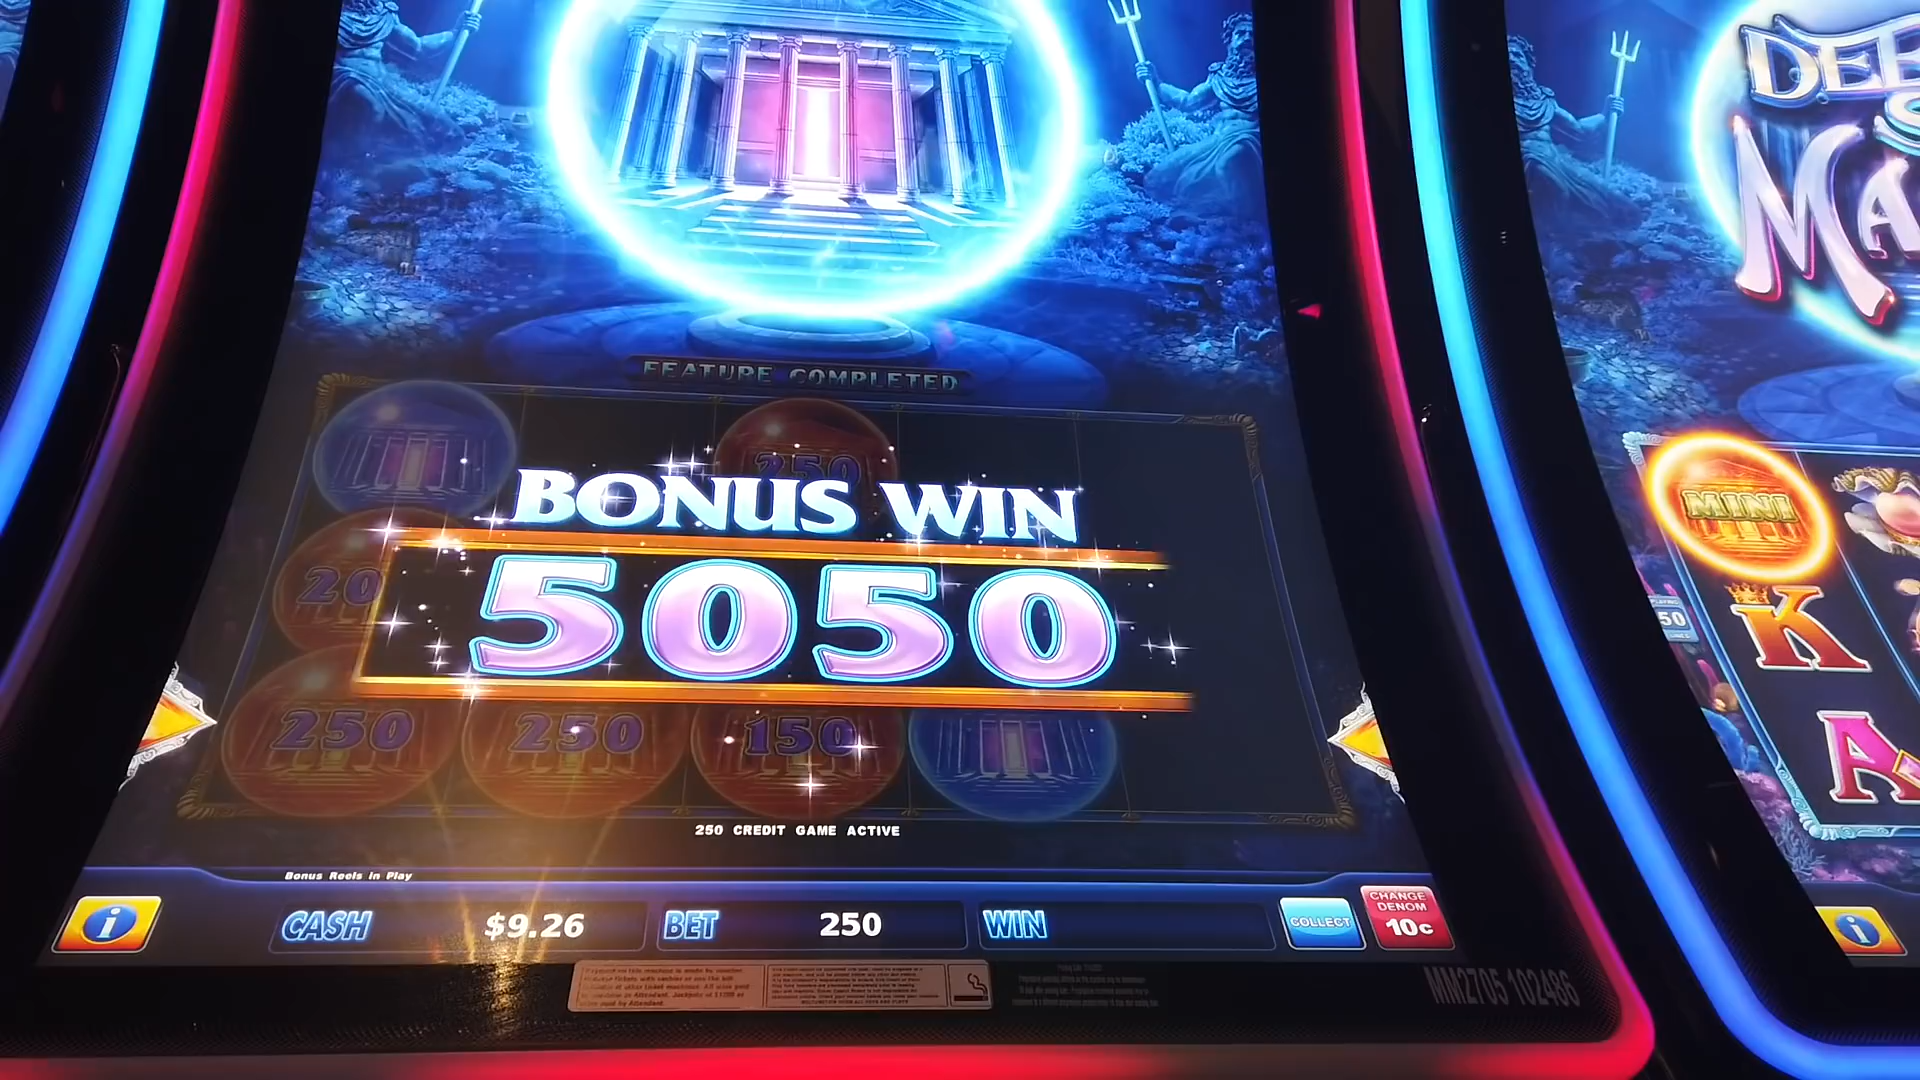 FEATURE COMPLETED
250
BONUS WIN
5050
20
250
250
150
250 CREDIT GAME ACTIVE
Bonus Reels in Play
CASH $9.26 BET 250 WIN
COLLECT
CHANGE
DENOM
10c
MM2705 102486
MA
MINI
K
50
A